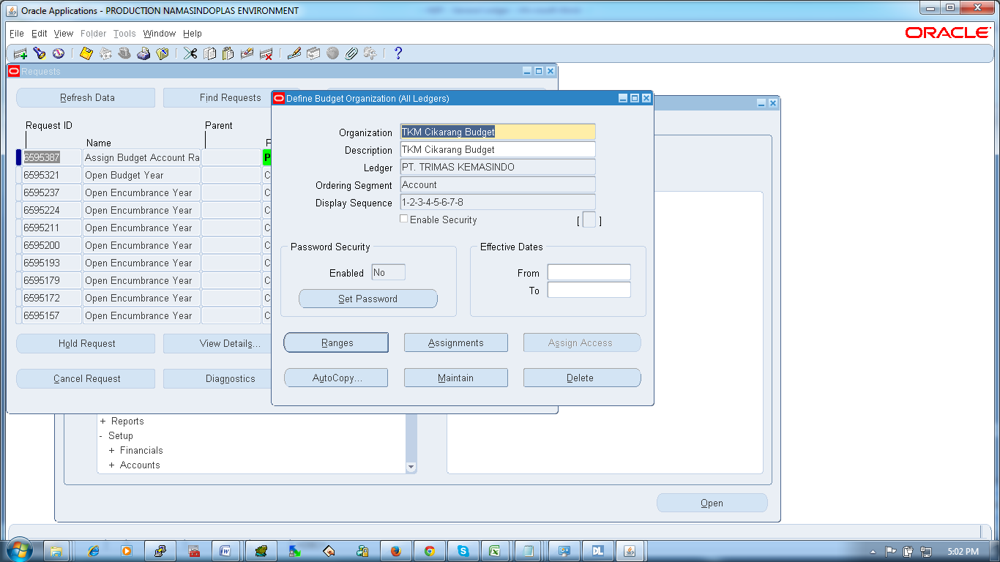 Oracle Applications - PRODUCTION NAMASINDOPLAS ENVIRONMENT
File Edit View Folder Tools Window Help
ORACLE
Requests
Refresh Data
Find Requests
Request ID
Name
Parent
6595387 Assign Budget Account Ra P
6595321 Open Budget Year C
6595237 Open Encumbrance Year C
6595224 Open Encumbrance Year C
6595211 Open Encumbrance Year C
6595200 Open Encumbrance Year C
6595193 Open Encumbrance Year C
6595179 Open Encumbrance Year C
6595172 Open Encumbrance Year C
6595157 Open Encumbrance Year C
Hold Request
View Details...
Cancel Request
Diagnostics
Define Budget Organization (All Ledgers)
Organization TKM Cikarang Budget
Description TKM Cikarang Budget
Ledger PT. TRIMAS KEMASINDO
Ordering Segment Account
Display Sequence 1-2-3-4-5-6-7-8
Enable Security [ ]
Password Security
Enabled No
Set Password
Effective Dates
From
To
Ranges
Assignments
Assign Access
AutoCopy...
Maintain
Delete
+ Reports
- Setup
+ Financials
+ Accounts
Open
DL
5:02 PM